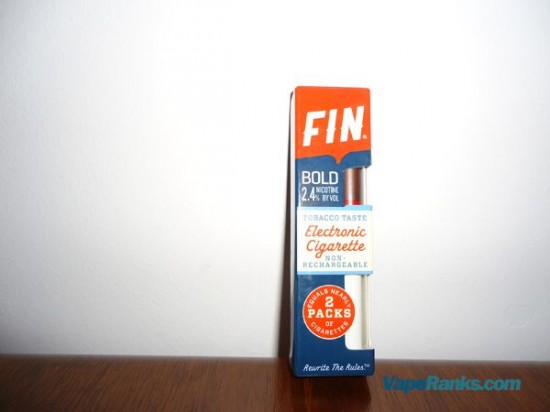 FIN®
BOLD
2.4% NICOTINE BY VOL
TOBACCO TASTE
Electronic
Cigarette
NON-
RECHARGEABLE
EQUALS NEARLY
2
PACKS
OF
CIGARETTES
Rewrite The Rules.™
VapeRanks.com